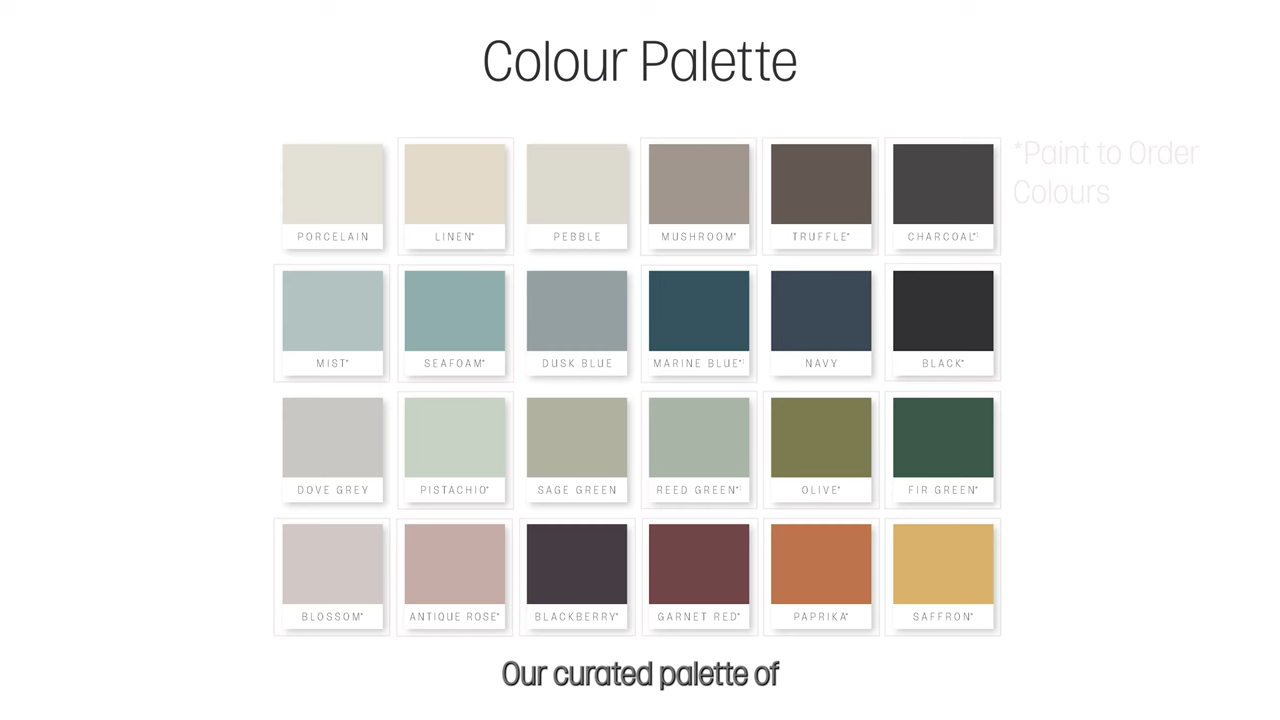 Colour Palette
*Paint to Order
Colours
PORCELAIN
LINEN*
PEBBLE
MUSHROOM*
TRUFFLE*
CHARCOAL*
MIST*
SEAFOAM*
DUSK BLUE
MARINE BLUE*
NAVY
BLACK*
DOVE GREY
PISTACHIO*
SAGE GREEN
REED GREEN*
OLIVE*
FIR GREEN*
BLOSSOM*
ANTIQUE ROSE*
BLACKBERRY*
GARNET RED*
PAPRIKA*
SAFFRON*
Our curated palette of